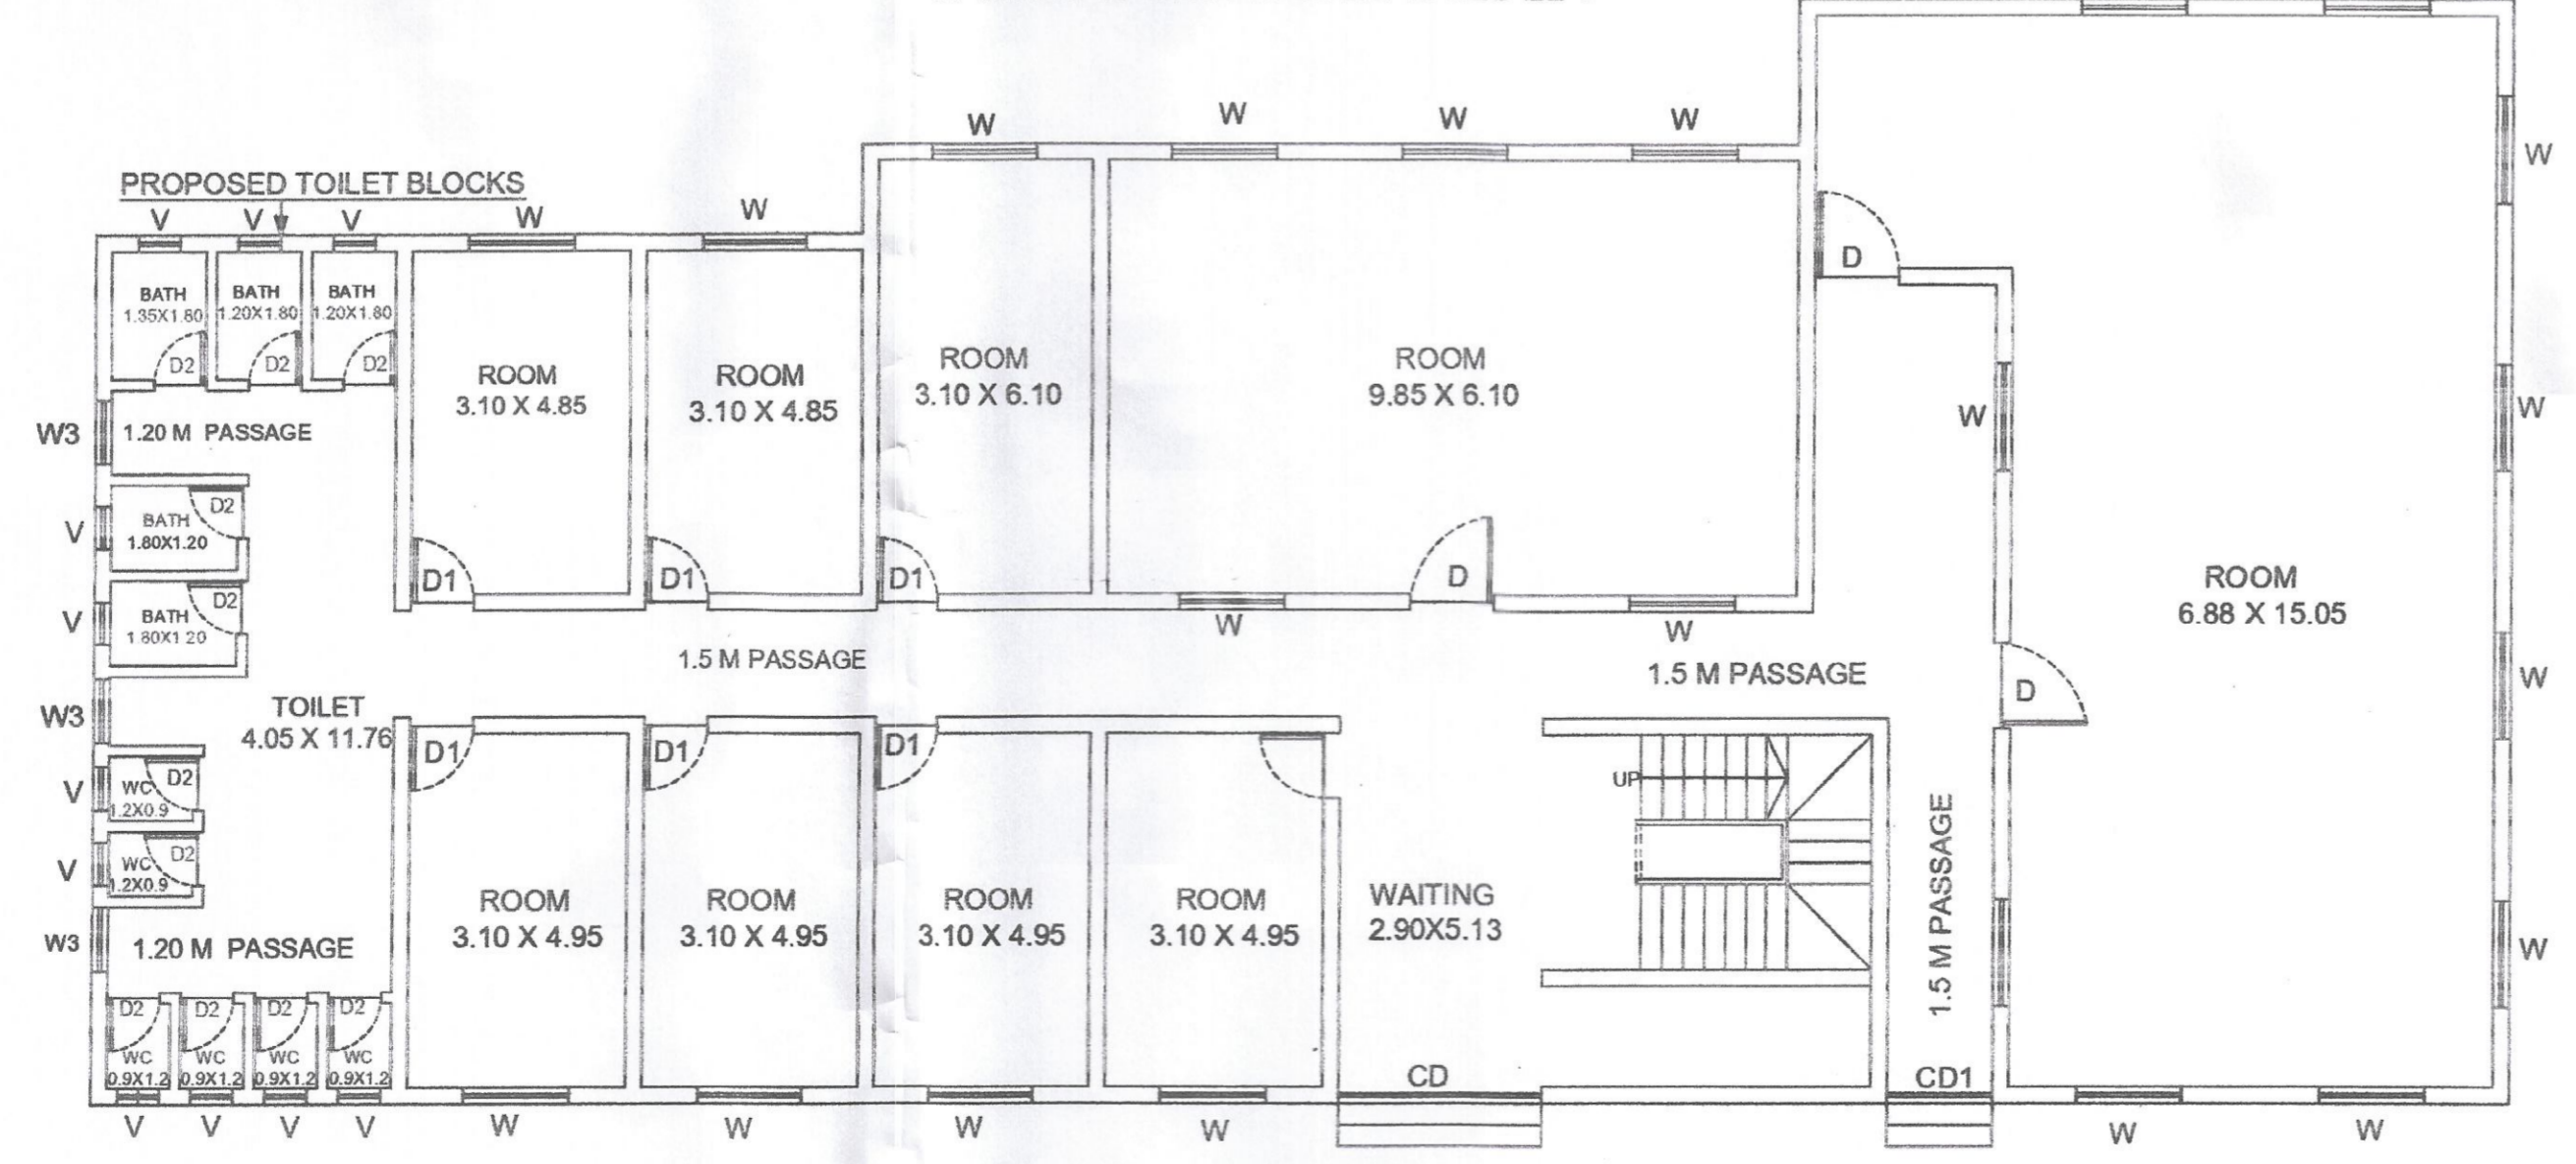 W
W
W
W
W
PROPOSED TOILET BLOCKS
V
V
V
W
W
D
BATH
1.35X1.80
BATH
1.20X1.80
BATH
1.20X1.80
D2
D2
D2
ROOM
3.10 X 4.85
ROOM
3.10 X 4.85
ROOM
3.10 X 6.10
ROOM
9.85 X 6.10
W
W
W3
1.20 M PASSAGE
D2
V
BATH
1.80X1.20
D1
D1
D1
D
ROOM
6.88 X 15.05
D2
V
BATH
1.80X1.20
W
W
1.5 M PASSAGE
1.5 M PASSAGE
W
D
W3
TOILET
4.05 X 11.76
D1
D1
D1
V
WC
1.2X0.9
D2
UP
V
WC
1.2X0.9
D2
ROOM
3.10 X 4.95
ROOM
3.10 X 4.95
ROOM
3.10 X 4.95
ROOM
3.10 X 4.95
WAITING
2.90X5.13
1.5 M PASSAGE
W3
1.20 M PASSAGE
W
D2
D2
D2
D2
WC
0.9X1.2
WC
0.9X1.2
WC
0.9X1.2
WC
0.9X1.2
CD
CD1
V
V
V
V
W
W
W
W
W
W